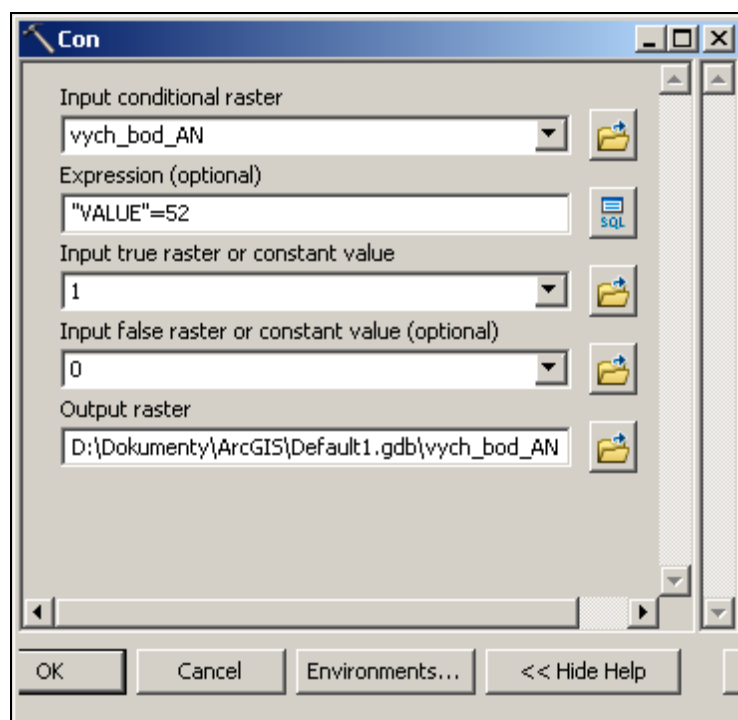 Con
Input conditional raster
vych_bod_AN
Expression (optional)
"VALUE"=52
SQL
Input true raster or constant value
1
Input false raster or constant value (optional)
0
Output raster
D:\Dokumenty\ArcGIS\Default1.gdb\vych_bod_AN
OK
Cancel
Environments...
<< Hide Help